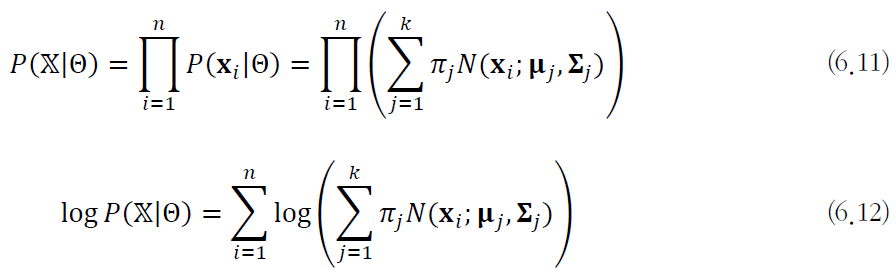 P(𝕏|Θ) = ∏_{i=1}^{n} P(𝐱_i|Θ) = ∏_{i=1}^{n} (∑_{j=1}^{k} π_j N(𝐱_i; 𝛍_j, 𝚺_j)) (6.11)
log P(𝕏|Θ) = ∑_{i=1}^{n} log (∑_{j=1}^{k} π_j N(𝐱_i; 𝛍_j, 𝚺_j)) (6.12)